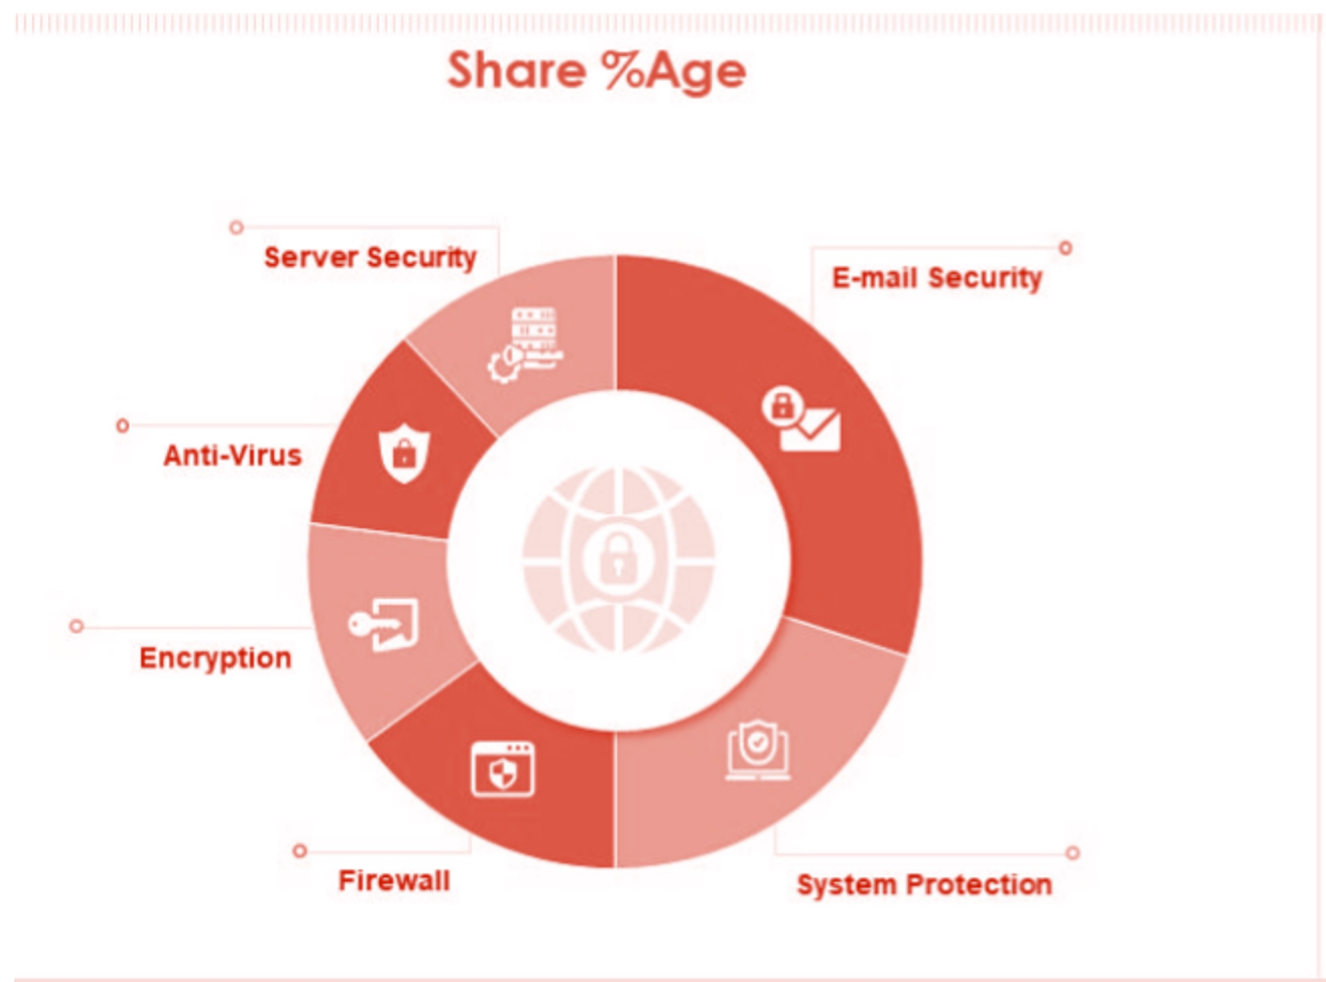 Share %Age
Server Security
E-mail Security
Anti-Virus
Encryption
Firewall
System Protection